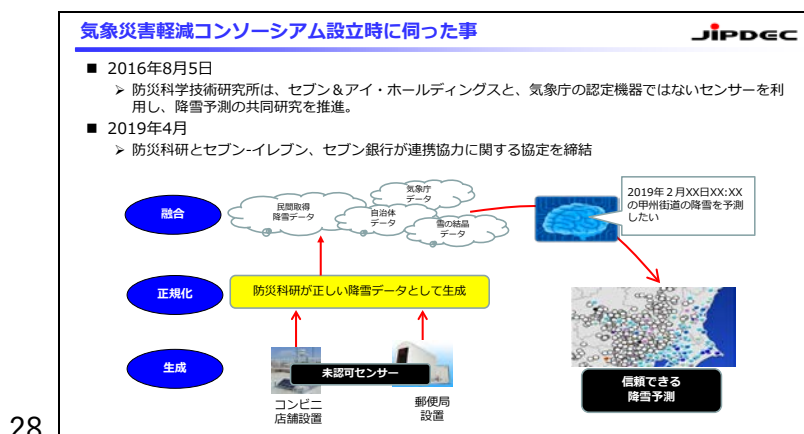 気象災害軽減コンソーシアム設立時に伺った事
JIPDEC
■ 2016年8月5日
➢ 防災科学技術研究所は、セブン＆アイ・ホールディングスと、気象庁の認定機器ではないセンサーを利
用し、降雪予測の共同研究を推進。
■ 2019年4月
➢ 防災科研とセブン-イレブン、セブン銀行が連携協力に関する協定を締結
融合
民間取得
降雪データ
気象庁
データ
自治体
データ
雪の結晶
データ
2019年２月XX日XX:XX
の甲州街道の降雪を予測
したい
正規化
防災科研が正しい降雪データとして生成
生成
未認可センサー
コンビニ
店舗設置
郵便局
設置
信頼できる
降雪予測
28